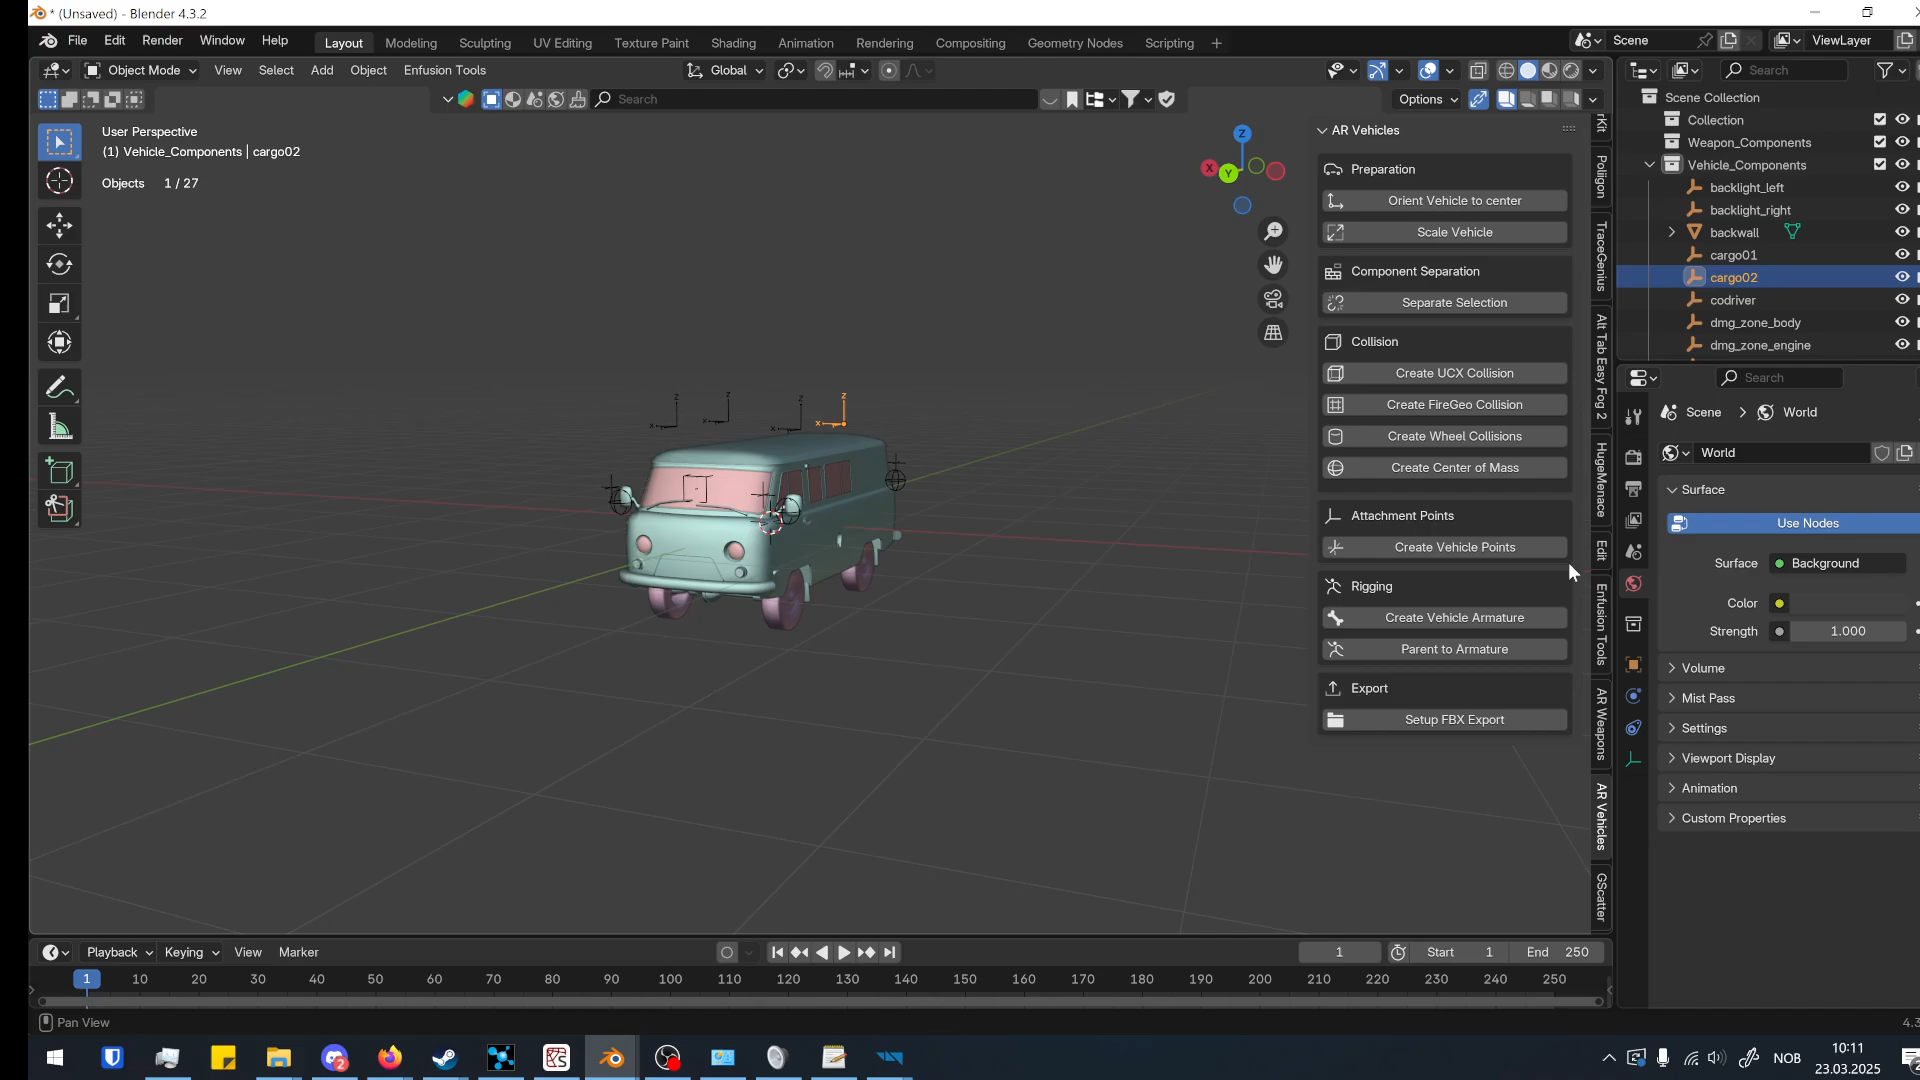 * (Unsaved) - Blender 4.3.2
File Edit Render Window Help Layout Modeling Sculpting UV Editing Texture Paint Shading Animation Rendering Compositing Geometry Nodes Scripting +
Scene ViewLayer
Object Mode View Select Add Object Enfusion Tools Global
Search
Search
Options
User Perspective
(1) Vehicle_Components | cargo02
Objects 1 / 27
Z
X
Y
AR Vehicles
Preparation
Orient Vehicle to center
Scale Vehicle
Component Separation
Separate Selection
Collision
Create UCX Collision
Create FireGeo Collision
Create Wheel Collisions
Create Center of Mass
Attachment Points
Create Vehicle Points
Rigging
Create Vehicle Armature
Parent to Armature
Export
Setup FBX Export
Poliigon
TraceGenius
Alt Tab Easy Fog 2
HugeMenace
Edit
Enfusion Tools
AR Weapons
AR Vehicles
GScatter
Scene Collection
Collection
Weapon_Components
Vehicle_Components
backlight_left
backlight_right
backwall
cargo01
cargo02
codriver
dmg_zone_body
dmg_zone_engine
Search
Scene World
World
Surface
Use Nodes
Surface Background
Color
Strength 1.000
Volume
Mist Pass
Settings
Viewport Display
Animation
Custom Properties
Playback Keying View Marker
1 Start 1 End 250
1 10 20 30 40 50 60 70 80 90 100 110 120 130 140 150 160 170 180 190 200 210 220 230 240 250
Pan View
4.3
NOB
10:11
23.03.2025